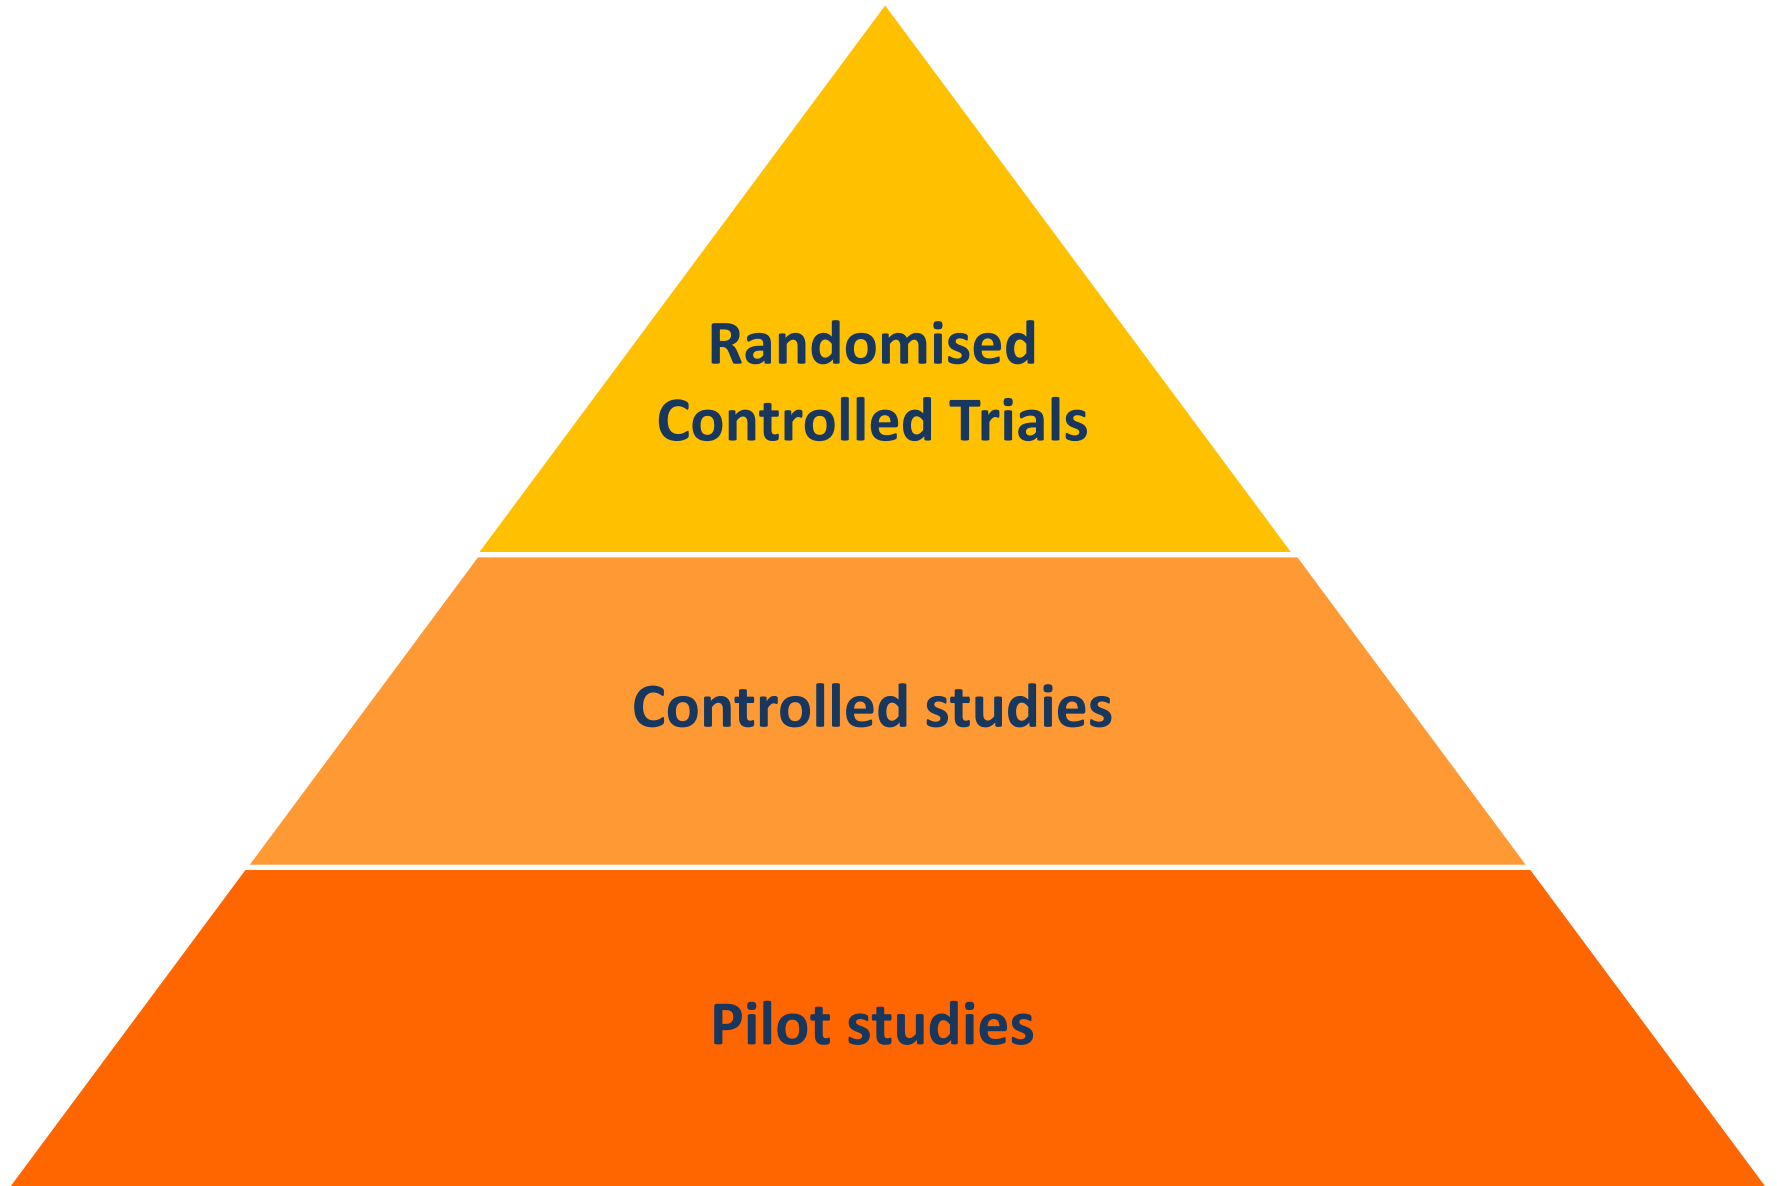 Randomised
Controlled Trials
Controlled studies
Pilot studies